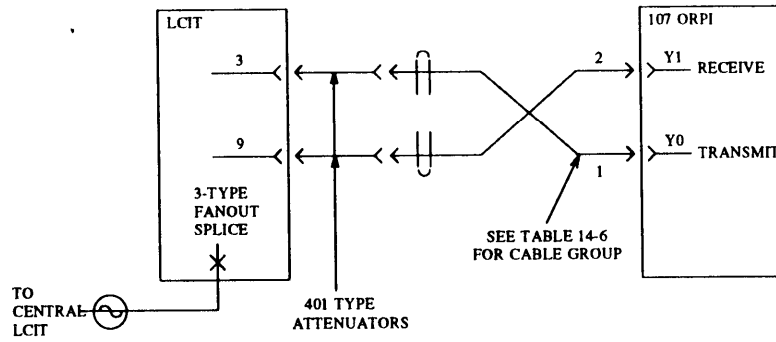 LCIT
107 ORPI
3
2
Y1
RECEIVE
9
Y0
TRANSMIT
1
3-TYPE
FANOUT
SPLICE
SEE TABLE 14-6
FOR CABLE GROUP
TO
CENTRAL
LCIT
401 TYPE
ATTENUATORS